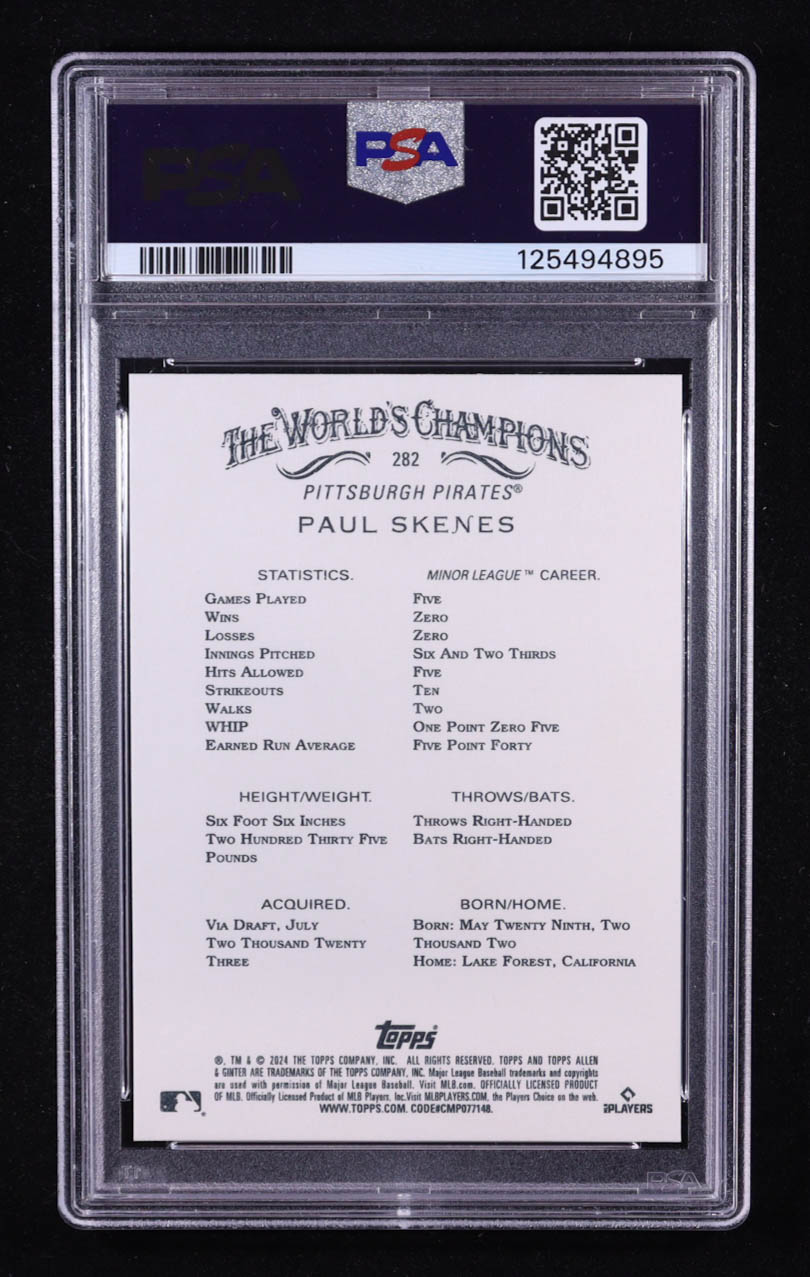 PSA
PSA
125494895
THE WORLD'S CHAMPIONS
282
PITTSBURGH PIRATES®
PAUL SKENES
STATISTICS. MINOR LEAGUE™ CAREER.
GAMES PLAYED FIVE
WINS ZERO
LOSSES ZERO
INNINGS PITCHED SIX AND TWO THIRDS
HITS ALLOWED FIVE
STRIKEOUTS TEN
WALKS TWO
WHIP ONE POINT ZERO FIVE
EARNED RUN AVERAGE FIVE POINT FORTY
HEIGHT/WEIGHT.
SIX FOOT SIX INCHES
TWO HUNDRED THIRTY FIVE
POUNDS
THROWS/BATS.
THROWS RIGHT-HANDED
BATS RIGHT-HANDED
ACQUIRED.
VIA DRAFT, JULY
TWO THOUSAND TWENTY
THREE
BORN/HOME.
BORN: MAY TWENTY NINTH, TWO
THOUSAND TWO
HOME: LAKE FOREST, CALIFORNIA
Topps
®, TM & © 2024 THE TOPPS COMPANY, INC. ALL RIGHTS RESERVED. TOPPS AND TOPPS ALLEN
& GINTER ARE TRADEMARKS OF THE TOPPS COMPANY, INC. Major League Baseball trademarks and copyrights
are used with permission of Major League Baseball. Visit MLB.com. OFFICIALLY LICENSED PRODUCT
OF MLB. Officially Licensed Product of MLB Players, Inc. Visit MLBPLAYERS.COM, the Players Choice on the web.
WWW.TOPPS.COM. CODE#CMP077148.
PLAYERS
PSA